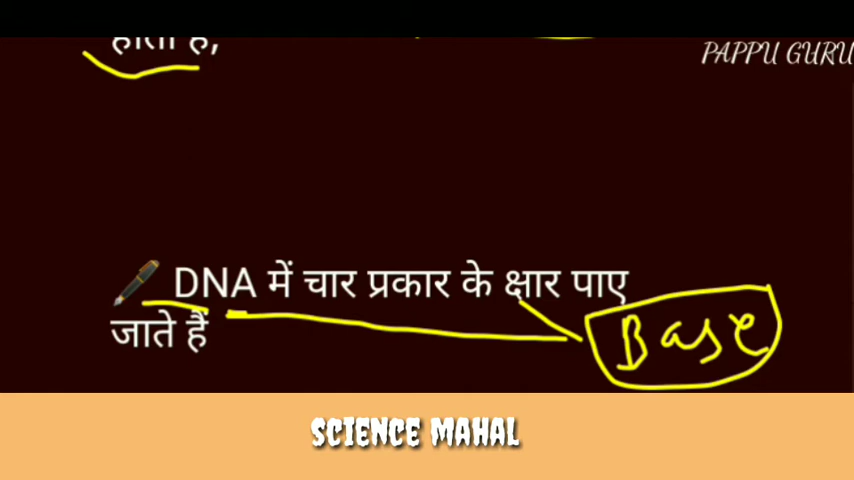 होता है,
PAPPU GURU
DNA में चार प्रकार के क्षार पाए
जाते हैं
Base
SCIENCE MAHAL